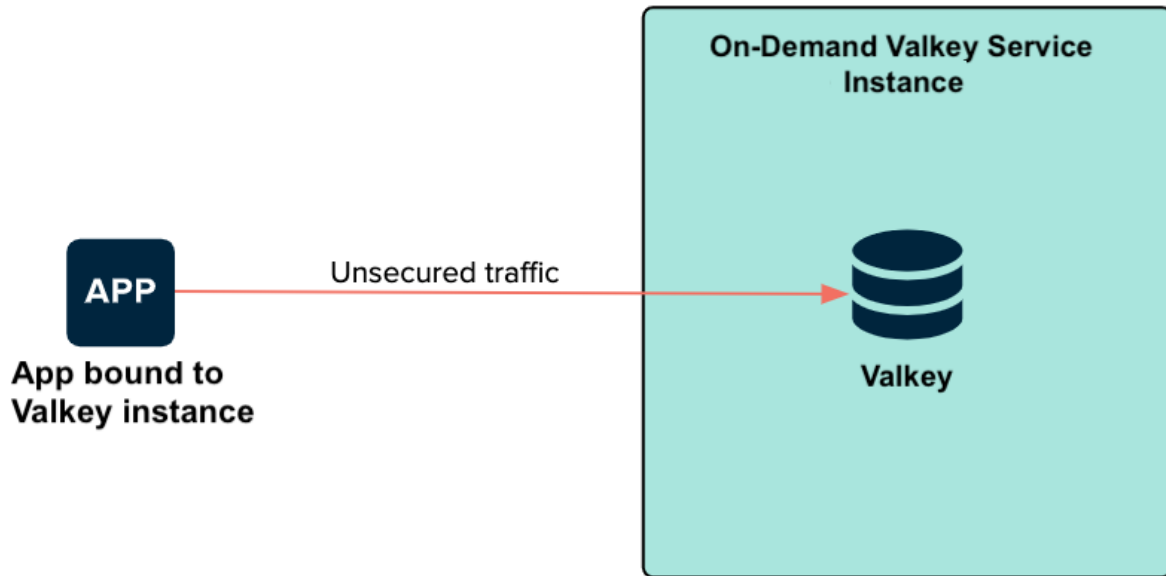 On-Demand Valkey Service
Instance
Unsecured traffic
APP
App bound to
Valkey instance
Valkey